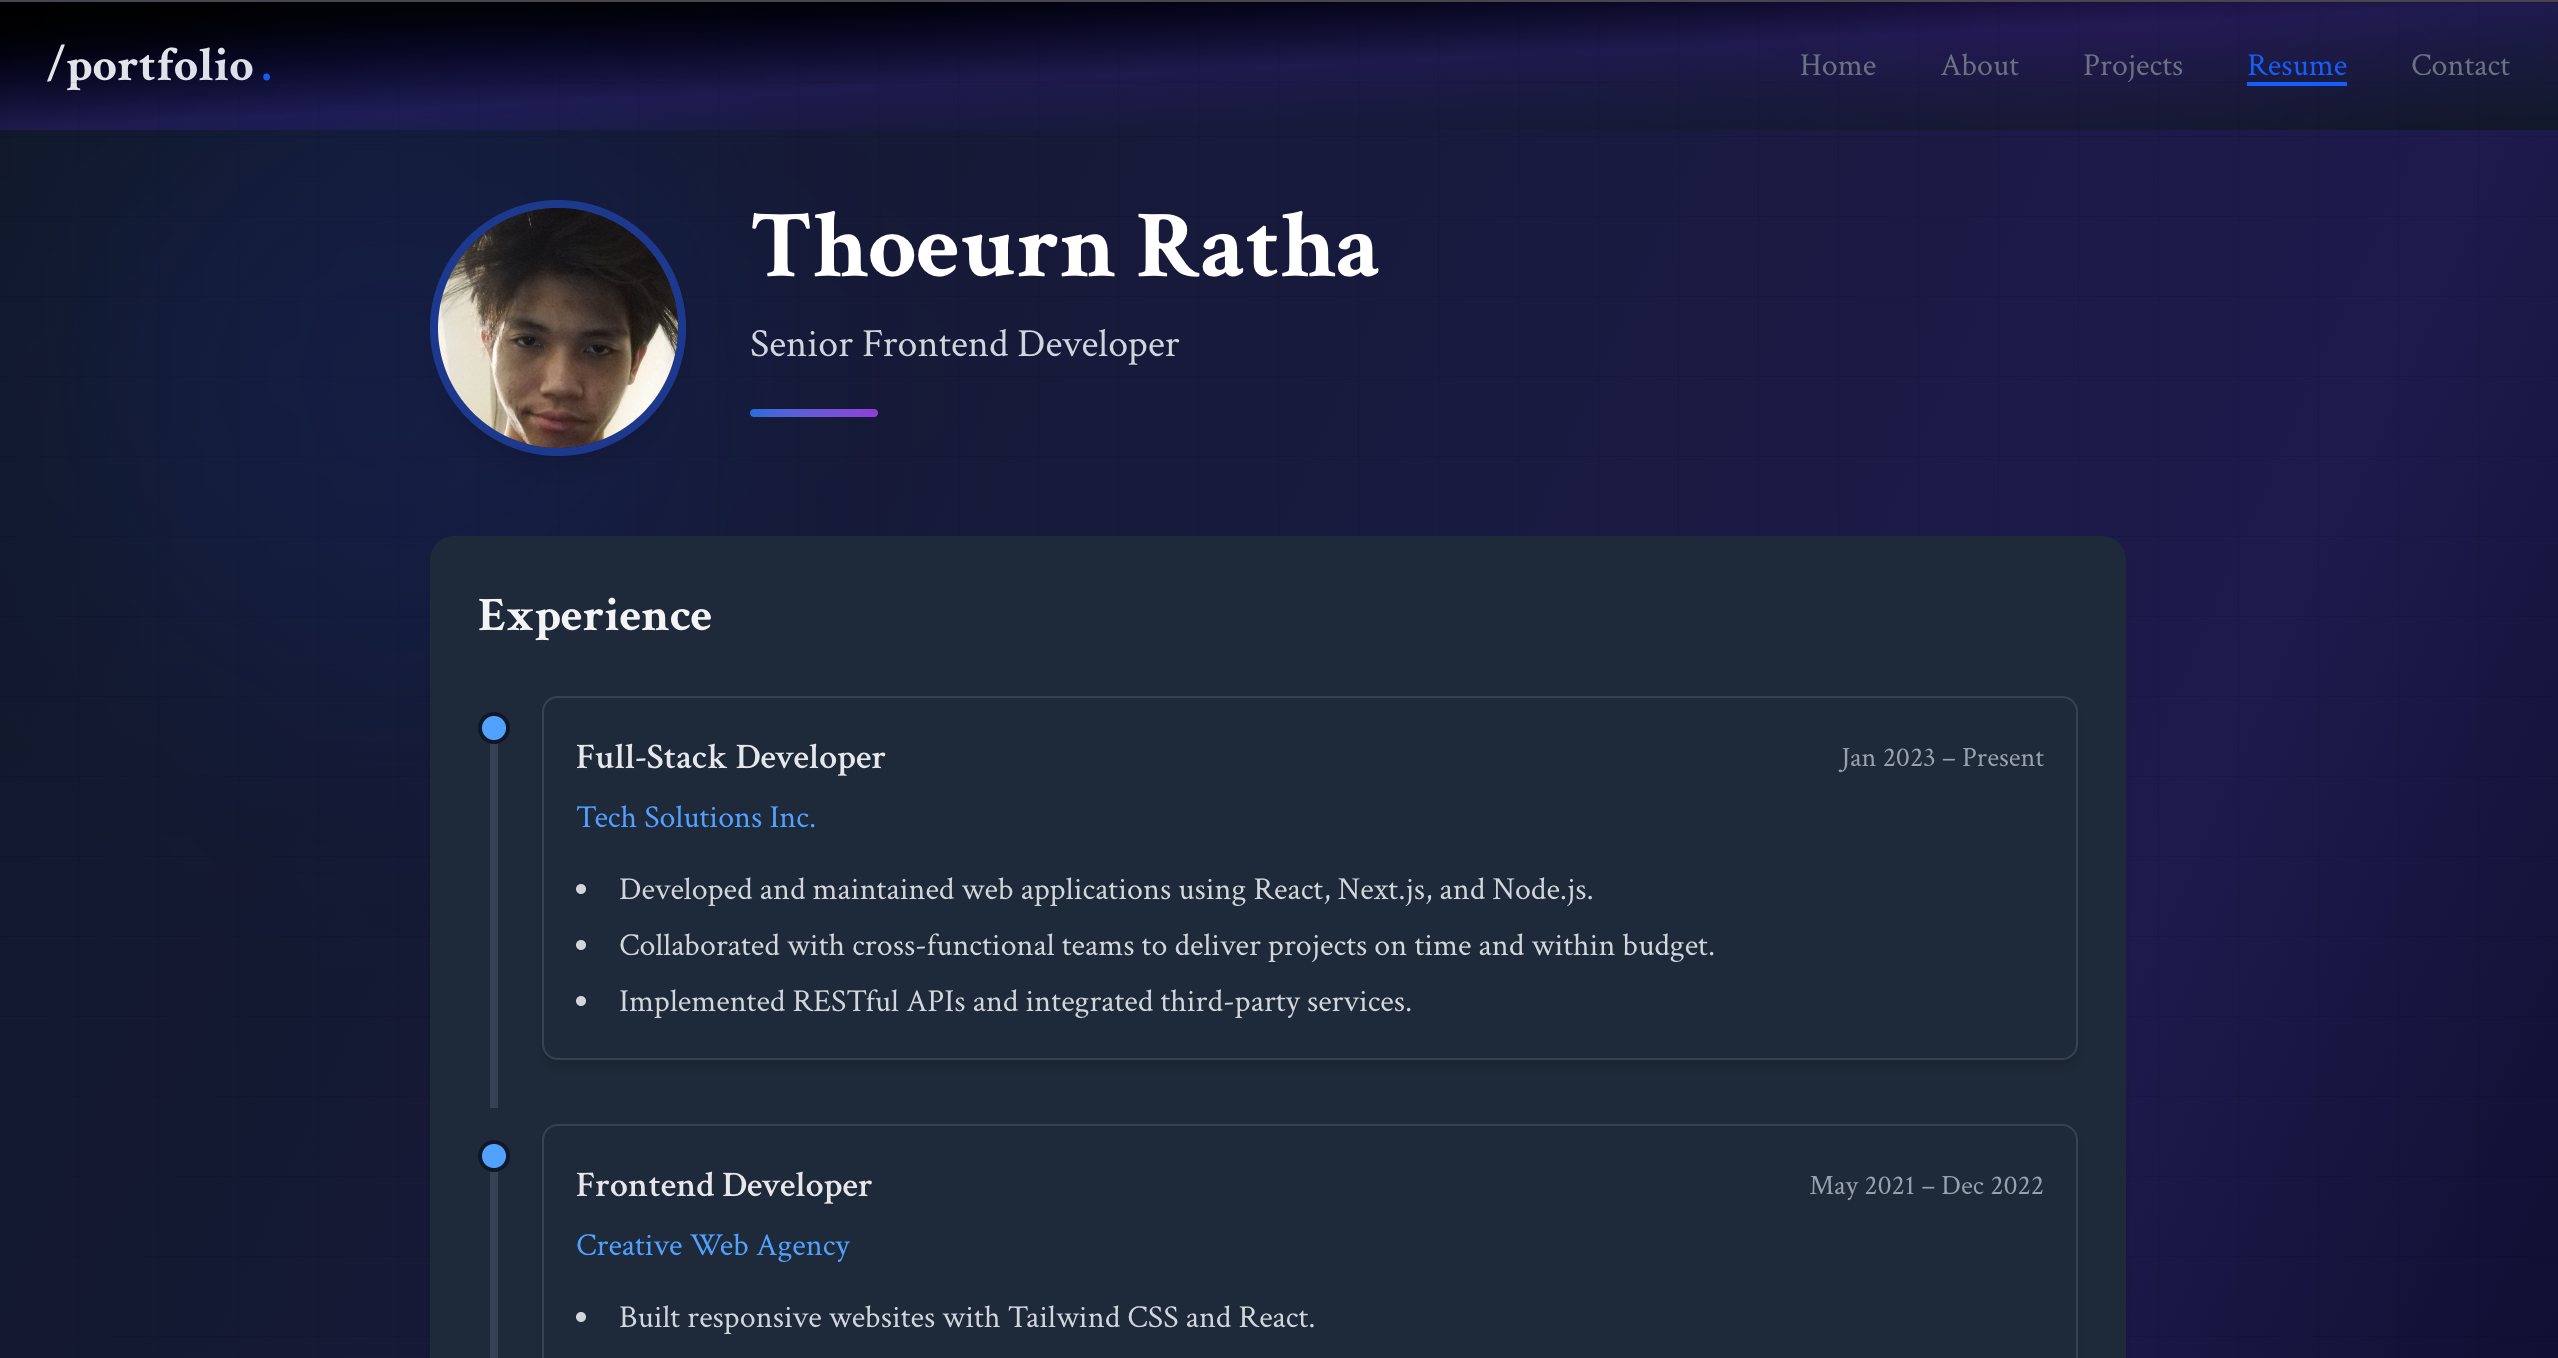 /portfolio.
Home About Projects Resume Contact
Thoeurn Ratha
Senior Frontend Developer
Experience
Full-Stack Developer
Jan 2023 – Present
Tech Solutions Inc.
• Developed and maintained web applications using React, Next.js, and Node.js.
• Collaborated with cross-functional teams to deliver projects on time and within budget.
• Implemented RESTful APIs and integrated third-party services.
Frontend Developer
May 2021 – Dec 2022
Creative Web Agency
• Built responsive websites with Tailwind CSS and React.